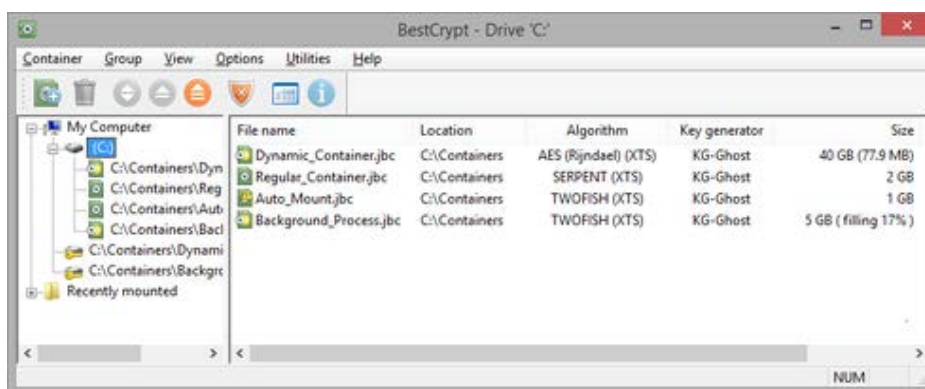 BestCrypt - Drive 'C:'
Container Group View Options Utilities Help
My Computer
(C:)
C:\Containers\Dyn
C:\Containers\Reg
C:\Containers\Aut
C:\Containers\Bacl
C:\Containers\Dynami
C:\Containers\Backgrc
Recently mounted
File name Location Algorithm Key generator Size
Dynamic_Container.jbc C:\Containers AES (Rijndael) (XTS) KG-Ghost 40 GB (77.9 MB)
Regular_Container.jbc C:\Containers SERPENT (XTS) KG-Ghost 2 GB
Auto_Mount.jbc C:\Containers TWOFISH (XTS) KG-Ghost 1 GB
Background_Process.jbc C:\Containers TWOFISH (XTS) KG-Ghost 5 GB ( filling 17% )
NUM